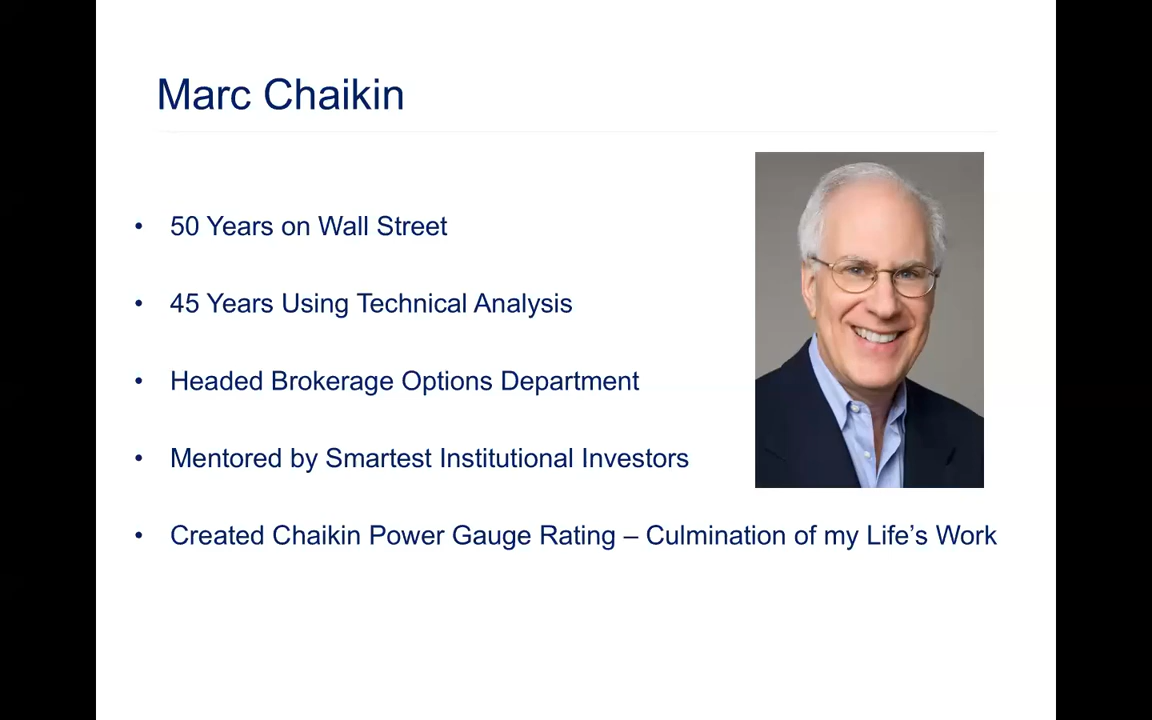 Marc Chaikin
• 50 Years on Wall Street
• 45 Years Using Technical Analysis
• Headed Brokerage Options Department
• Mentored by Smartest Institutional Investors
• Created Chaikin Power Gauge Rating – Culmination of my Life’s Work